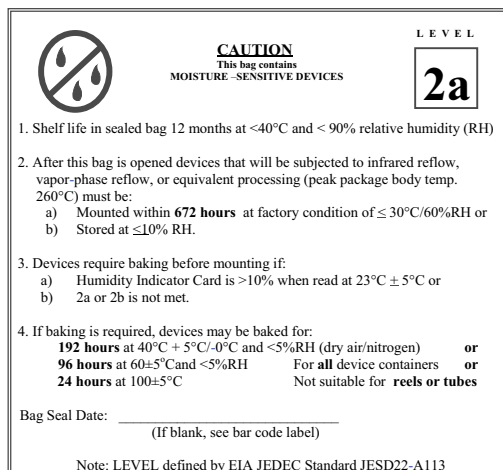 LEVEL
CAUTION
This bag contains
MOISTURE –SENSITIVE DEVICES
2a
1. Shelf life in sealed bag 12 months at <40°C and < 90% relative humidity (RH)
2. After this bag is opened devices that will be subjected to infrared reflow,
vapor-phase reflow, or equivalent processing (peak package body temp.
260°C) must be:
a) Mounted within 672 hours at factory condition of ≤ 30°C/60%RH or
b) Stored at ≤10% RH.
3. Devices require baking before mounting if:
a) Humidity Indicator Card is >10% when read at 23°C ± 5°C or
b) 2a or 2b is not met.
4. If baking is required, devices may be baked for:
192 hours at 40°C + 5°C/-0°C and <5%RH (dry air/nitrogen) or
96 hours at 60±5°Cand <5%RH For all device containers or
24 hours at 100±5°C Not suitable for reels or tubes
Bag Seal Date: ________________________________
(If blank, see bar code label)
Note: LEVEL defined by EIA JEDEC Standard JESD22-A113